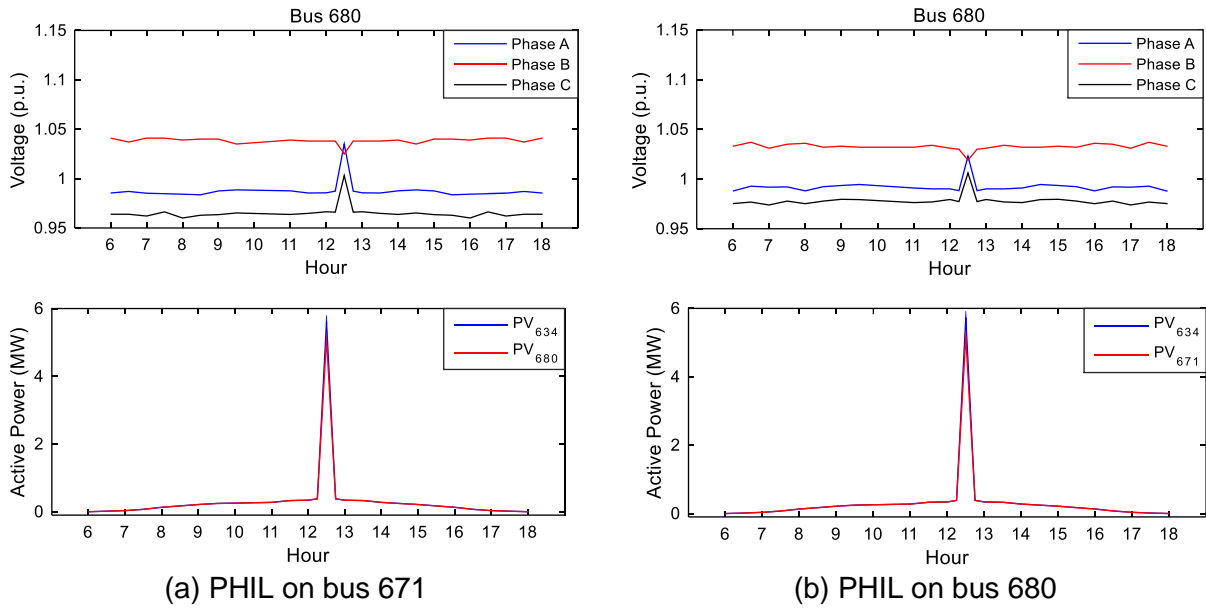 Bus 680
1.15
1.1
1.05
1
0.95
Voltage (p.u.)
Phase A
Phase B
Phase C
6 7 8 9 10 11 12 13 14 15 16 17 18
Hour
6
4
2
0
Active Power (MW)
PV634
PV680
6 7 8 9 10 11 12 13 14 15 16 17 18
Hour
(a) PHIL on bus 671
Bus 680
1.15
1.1
1.05
1
0.95
Voltage (p.u.)
Phase A
Phase B
Phase C
6 7 8 9 10 11 12 13 14 15 16 17 18
Hour
6
4
2
0
Active Power (MW)
PV634
PV671
6 7 8 9 10 11 12 13 14 15 16 17 18
Hour
(b) PHIL on bus 680